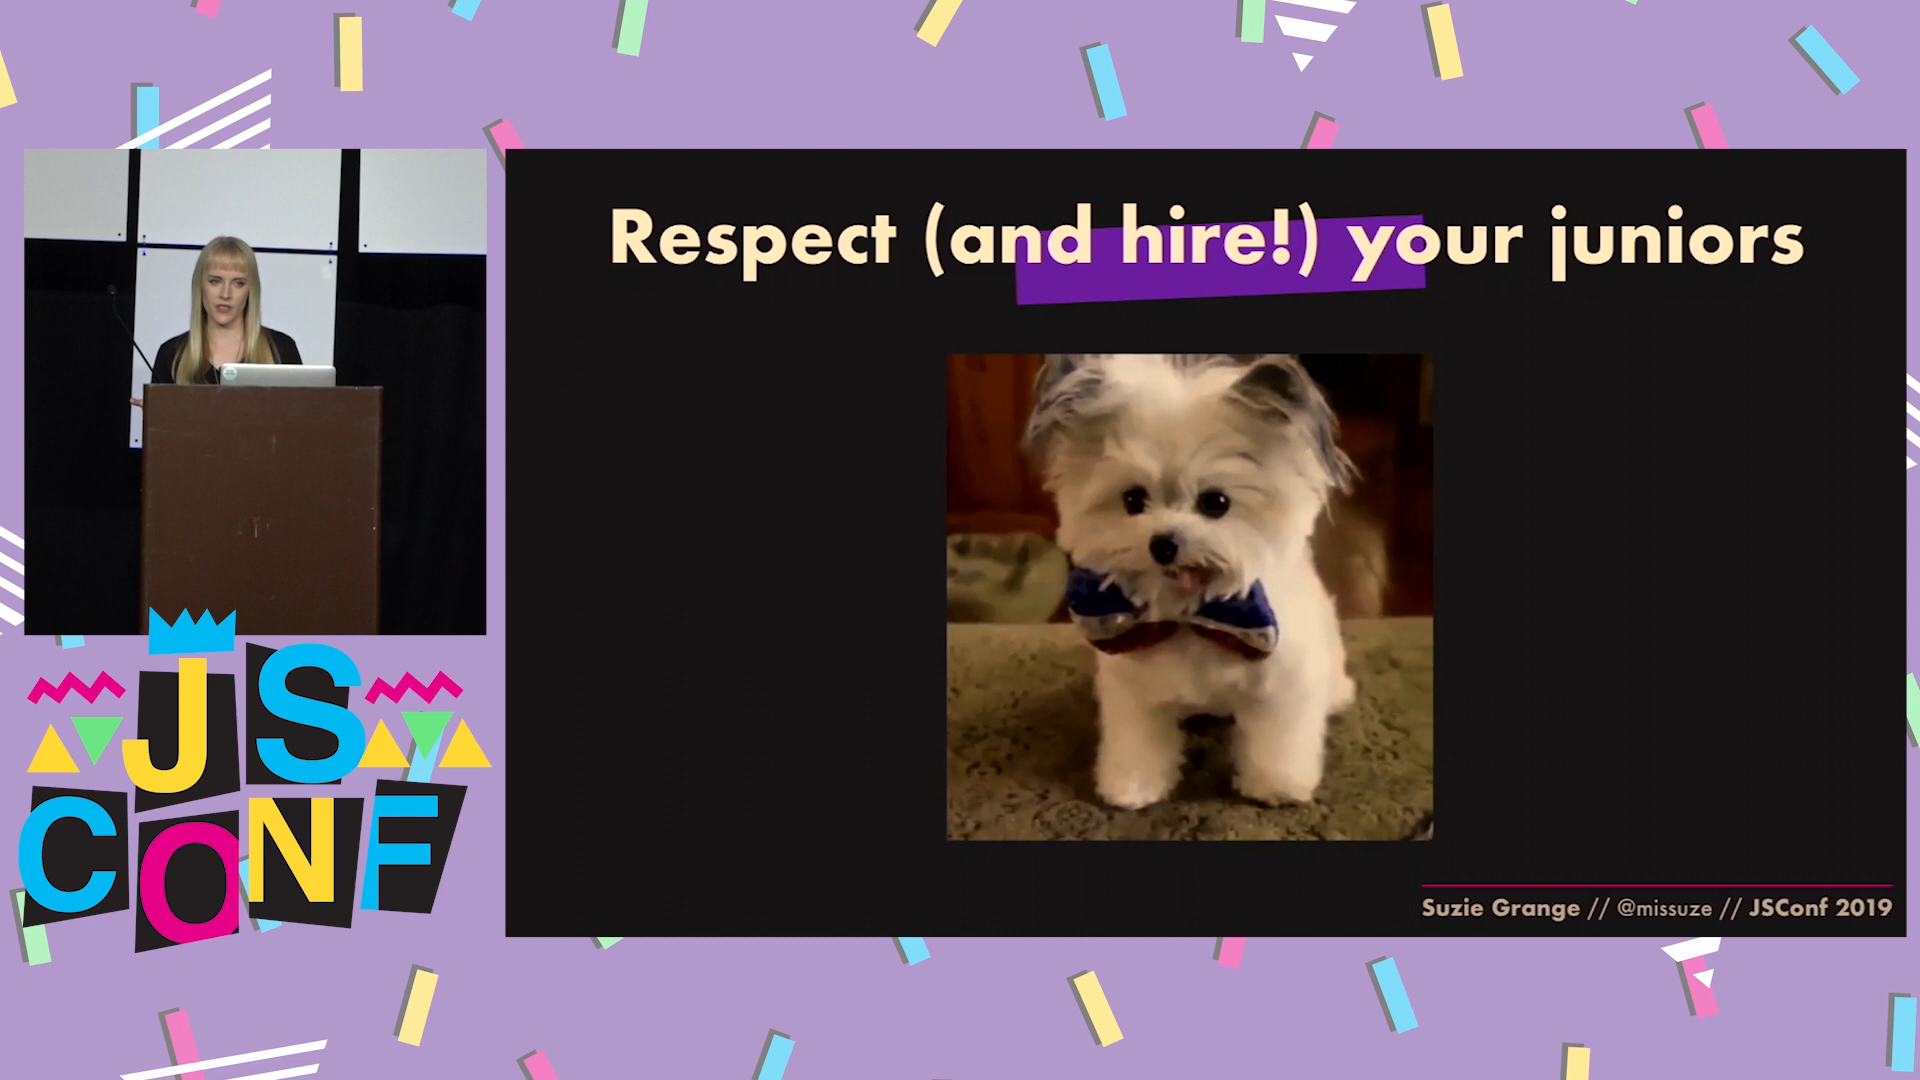 Respect (and hire!) your juniors
JS
CONF
Suzie Grange // @missuze // JSConf 2019